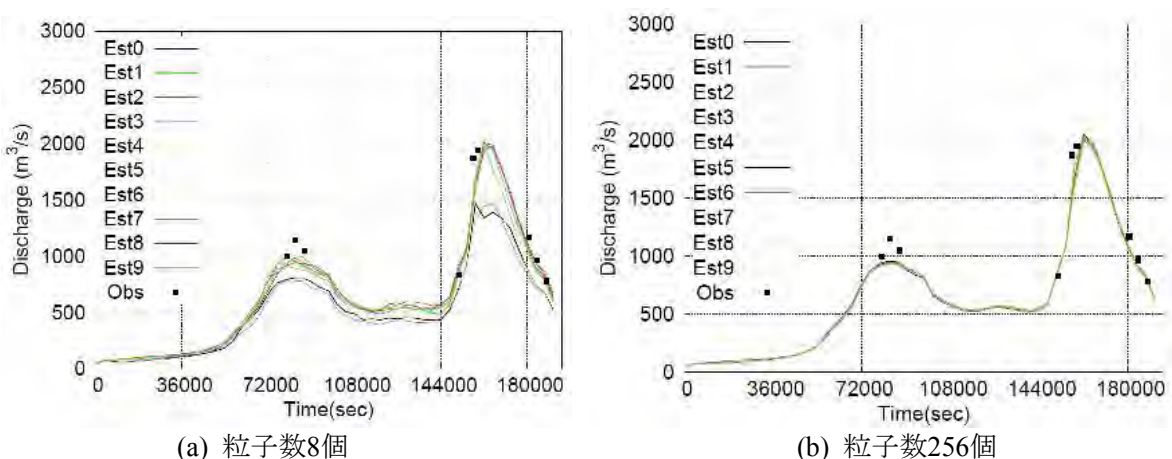 3000
2500
2000
1500
1000
500
0
Discharge (m³/s)
Est0
Est1
Est2
Est3
Est4
Est5
Est6
Est7
Est8
Est9
Obs
0 36000 72000 108000 144000 180000
Time(sec)
(a) 粒子数8個
3000
2500
2000
1500
1000
500
0
Discharge (m³/s)
Est0
Est1
Est2
Est3
Est4
Est5
Est6
Est7
Est8
Est9
Obs
0 36000 72000 108000 144000 180000
Time(sec)
(b) 粒子数256個